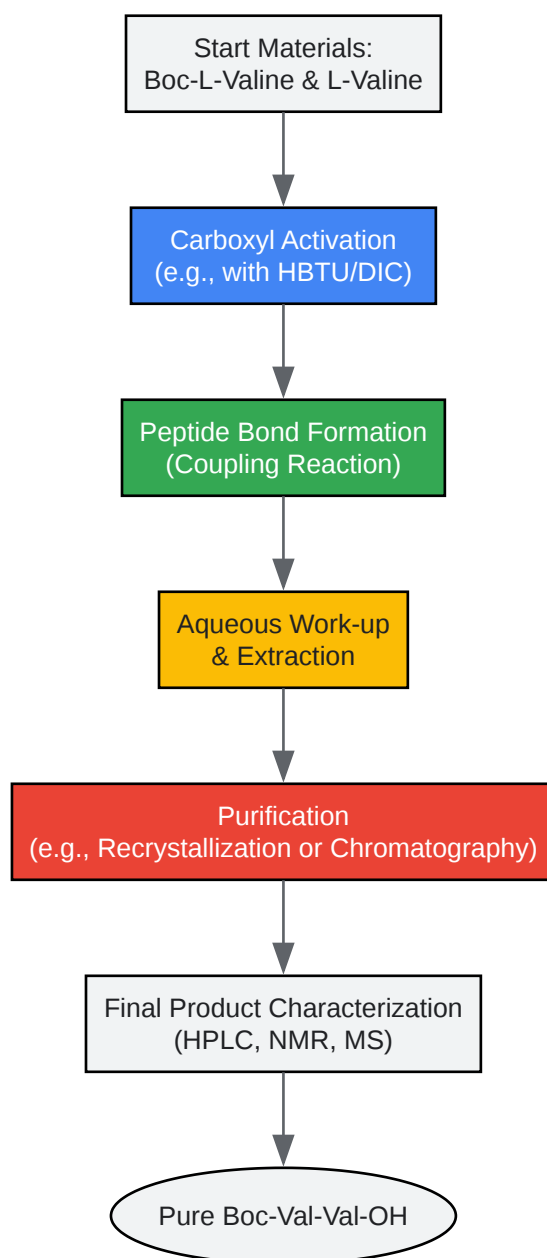 Start Materials:
Boc-L-Valine & L-Valine
Carboxyl Activation
(e.g., with HBTU/DIC)
Peptide Bond Formation
(Coupling Reaction)
Aqueous Work-up
& Extraction
Purification
(e.g., Recrystallization or Chromatography)
Final Product Characterization
(HPLC, NMR, MS)
Pure Boc-Val-Val-OH